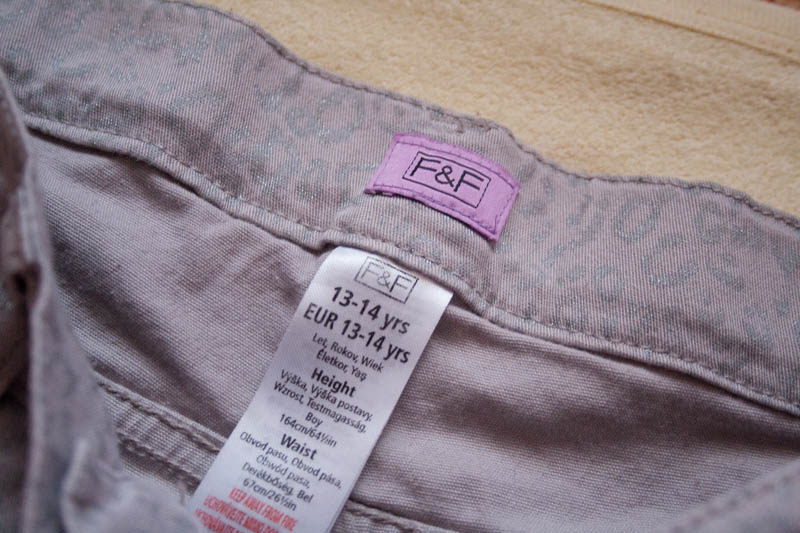 F&F
F&F
13-14 yrs
EUR 13-14 yrs
Let, Rokov, Wiek
Életkor, Yaş
Height
Výška, Výška postavy,
Wzrost, Testmagasság,
Boy
164cm/64½in
Waist
Obvod pasu, Obvod pása,
Obwód pasa,
Derékbőség, Bel
67cm/26½in
KEEP AWAY FROM FIRE